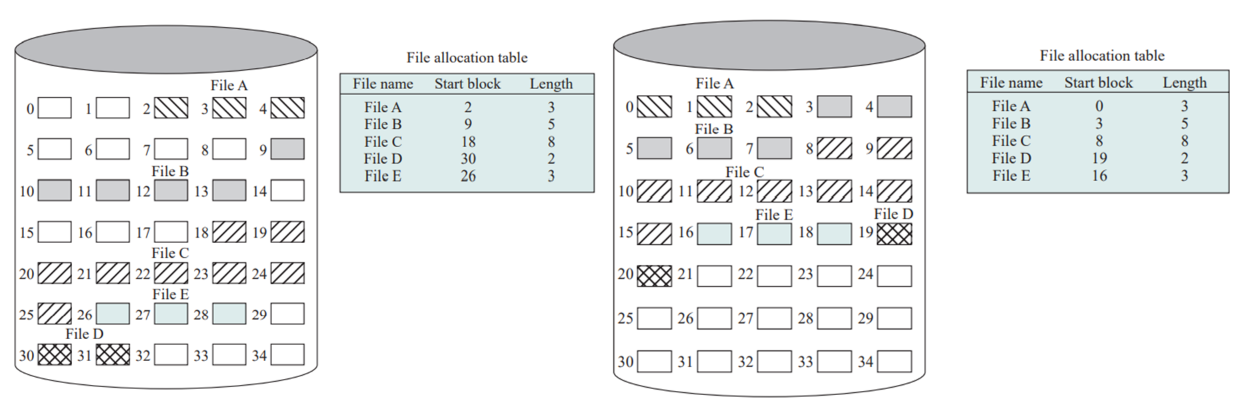 File A
0 1 2 3 4
5 6 7 8 9
File B
10 11 12 13 14
15 16 17 18 19
File C
20 21 22 23 24
File E
25 26 27 28 29
File D
30 31 32 33 34
File allocation table
File name Start block Length
File A 2 3
File B 9 5
File C 18 8
File D 30 2
File E 26 3
File A
0 1 2 3 4
File B
5 6 7 8 9
File C
10 11 12 13 14
File E File D
15 16 17 18 19
20 21 22 23 24
25 26 27 28 29
30 31 32 33 34
File allocation table
File name Start block Length
File A 0 3
File B 3 5
File C 8 8
File D 19 2
File E 16 3